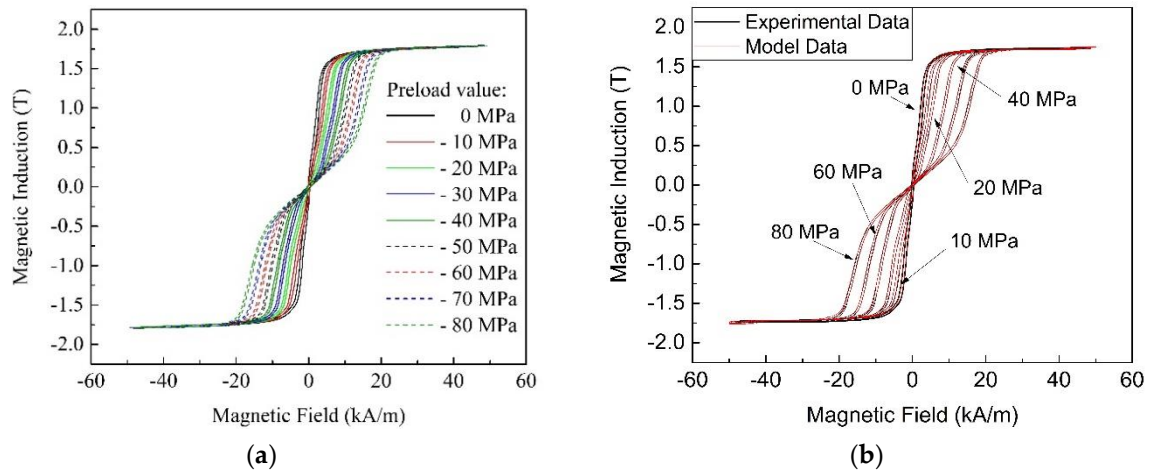 2.0
1.5
1.0
0.5
0.0
-0.5
-1.0
-1.5
-2.0
Magnetic Induction (T)
-60 -40 -20 0 20 40 60
Magnetic Field (kA/m)
Preload value:
0 MPa
- 10 MPa
- 20 MPa
- 30 MPa
- 40 MPa
- 50 MPa
- 60 MPa
- 70 MPa
- 80 MPa
(a)
2.0
1.5
1.0
0.5
0.0
-0.5
-1.0
-1.5
-2.0
Magnetic Induction (T)
-60 -40 -20 0 20 40 60
Magnetic Field (kA/m)
Experimental Data
Model Data
0 MPa
40 MPa
60 MPa
20 MPa
80 MPa
10 MPa
(b)